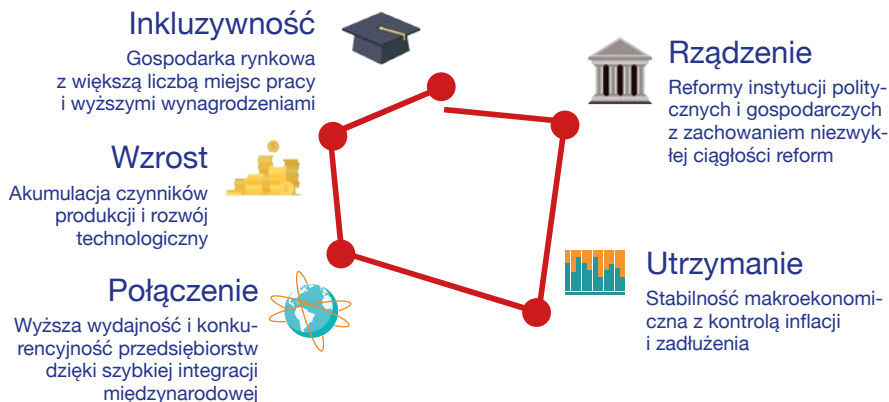 Inkluzywność
Gospodarka rynkowa
z większą liczbą miejsc pracy
i wyższymi wynagrodzeniami
Rządzenie
Reformy instytucji polity-
cznych i gospodarczych
z zachowaniem niezwyk-
łej ciągłości reform
Wzrost
Akumulacja czynników
produkcji i rozwój
technologiczny
Utrzymanie
Stabilność makroekonomi-
czna z kontrolą inflacji
i zadłużenia
Połączenie
Wyższa wydajność i konku-
rencyjność przedsiębiorstw
dzięki szybkiej integracji
międzynarodowej